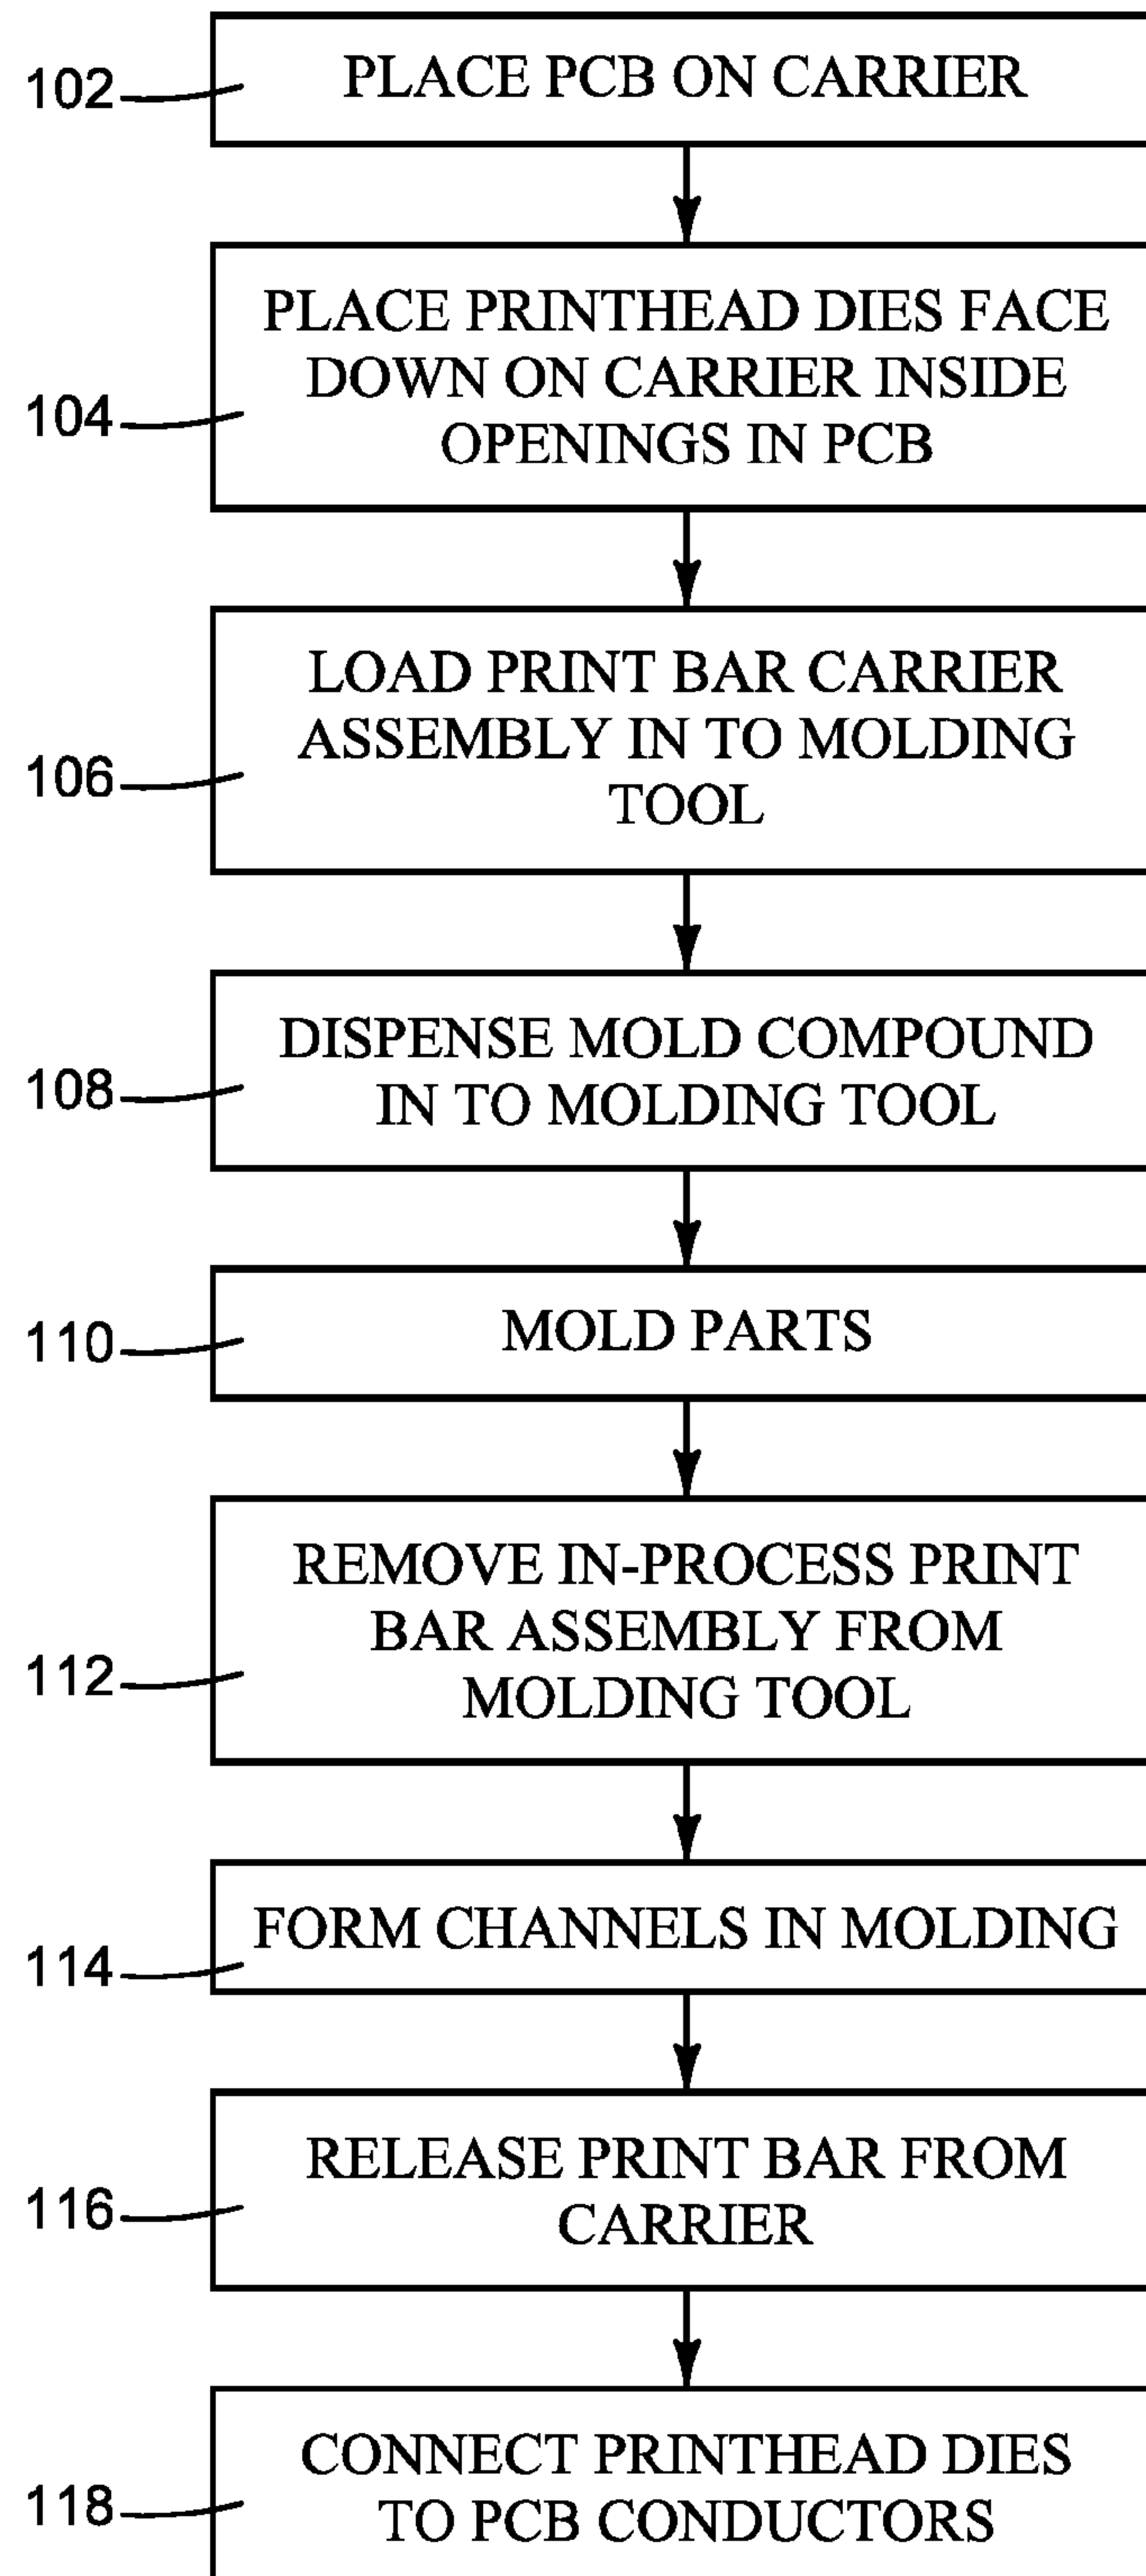 102
PLACE PCB ON CARRIER
104
PLACE PRINTHEAD DIES FACE
DOWN ON CARRIER INSIDE
OPENINGS IN PCB
106
LOAD PRINT BAR CARRIER
ASSEMBLY IN TO MOLDING
TOOL
108
DISPENSE MOLD COMPOUND
IN TO MOLDING TOOL
110
MOLD PARTS
112
REMOVE IN-PROCESS PRINT
BAR ASSEMBLY FROM
MOLDING TOOL
114
FORM CHANNELS IN MOLDING
116
RELEASE PRINT BAR FROM
CARRIER
118
CONNECT PRINTHEAD DIES
TO PCB CONDUCTORS